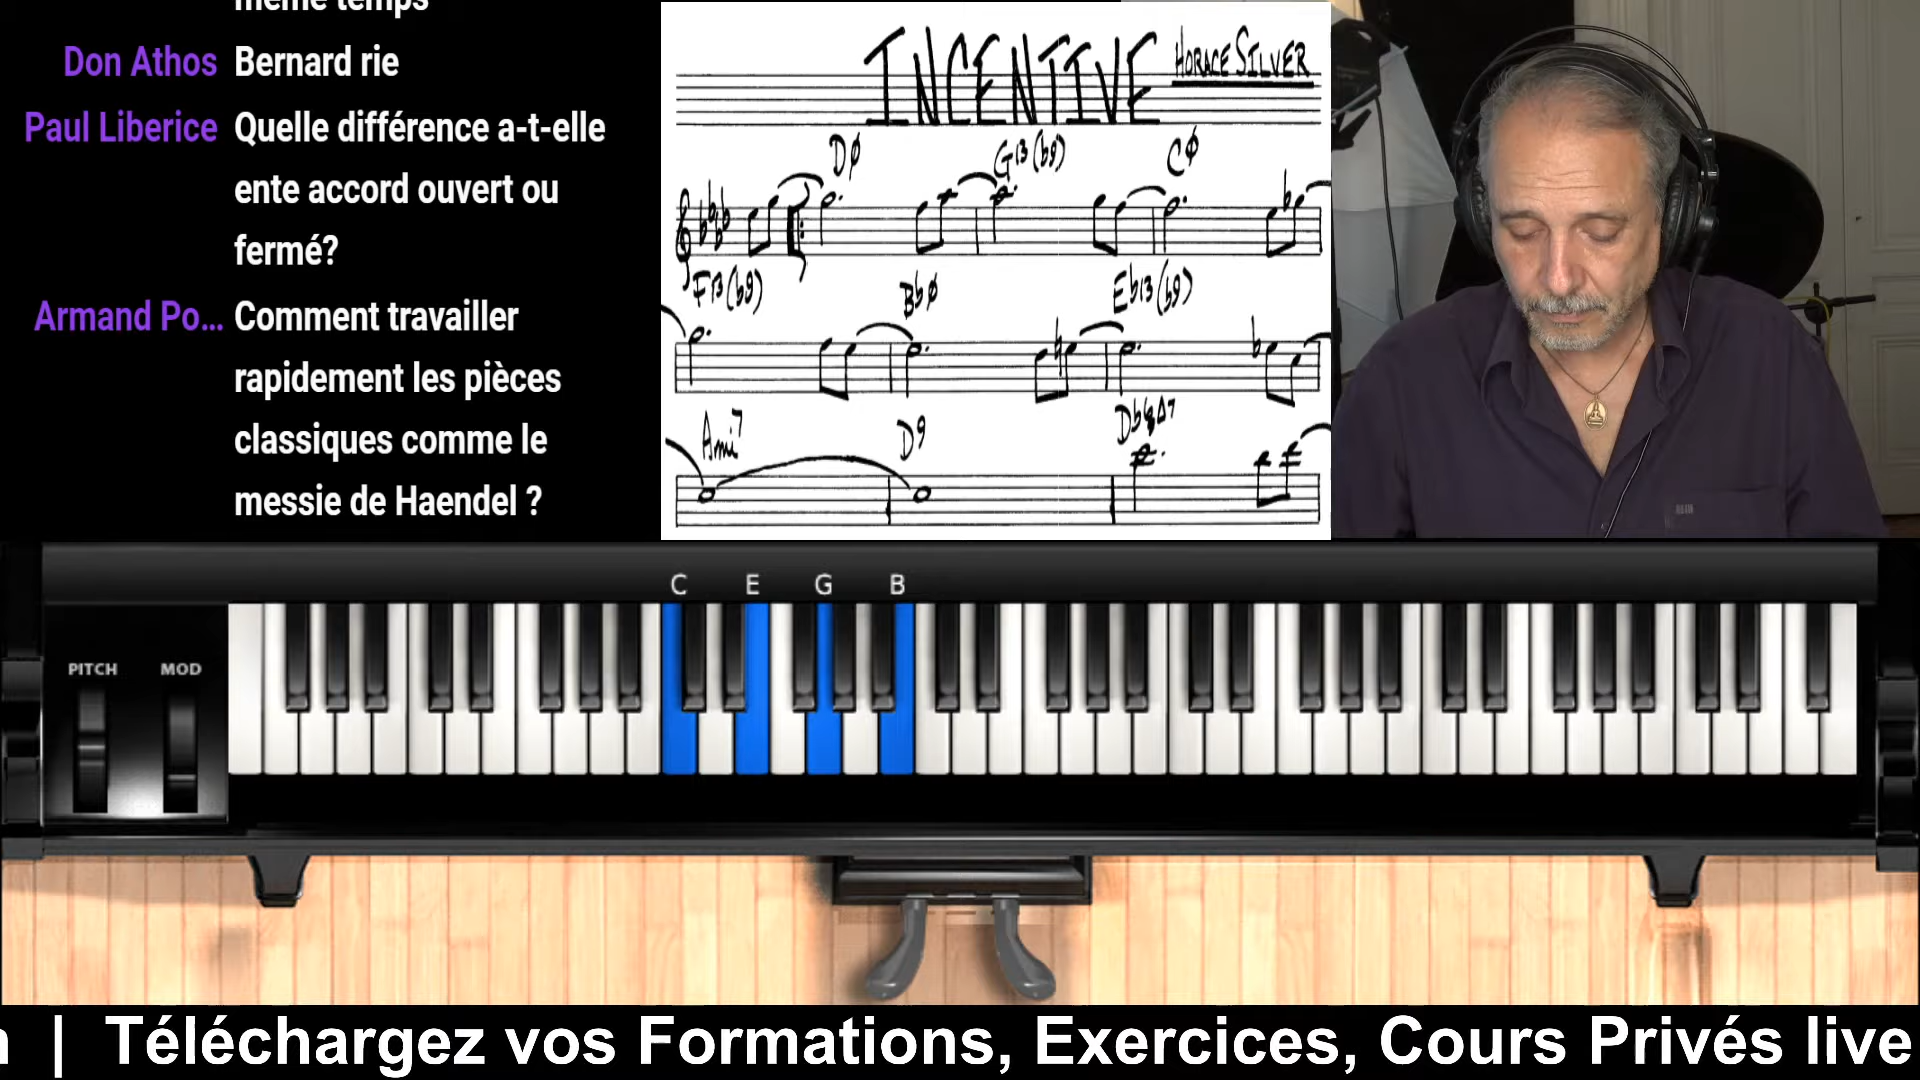 même temps
Don Athos Bernard rie
Paul Liberice Quelle différence a-t-elle
ente accord ouvert ou
fermé?
Armand Po... Comment travailler
rapidement les pièces
classiques comme le
messie de Haendel ?
INCENTIVE HORACE SILVER
DØ G13(b9) CØ
F13(b9) BbØ Eb13(b9)
Ami7 D9
C E G B
PITCH MOD
| Téléchargez vos Formations, Exercices, Cours Privés live